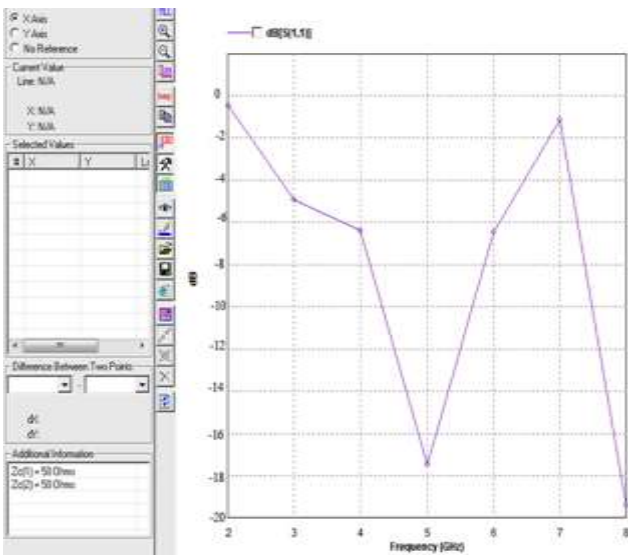 X Axis
Y Axis
No Reference
Current Value
Line: N/A
X: N/A
Y: N/A
Selected Values
# X Y
Difference Between Two Points
-
dX:
dY:
Additional Information
Zc(1) = 50 Ohms
Zc(2) = 50 Ohms
dB[S(1,1)]
0
-2
-4
-6
-8
-10
-12
-14
-16
-18
-20
dB
2 3 4 5 6 7 8
Frequency (GHz)